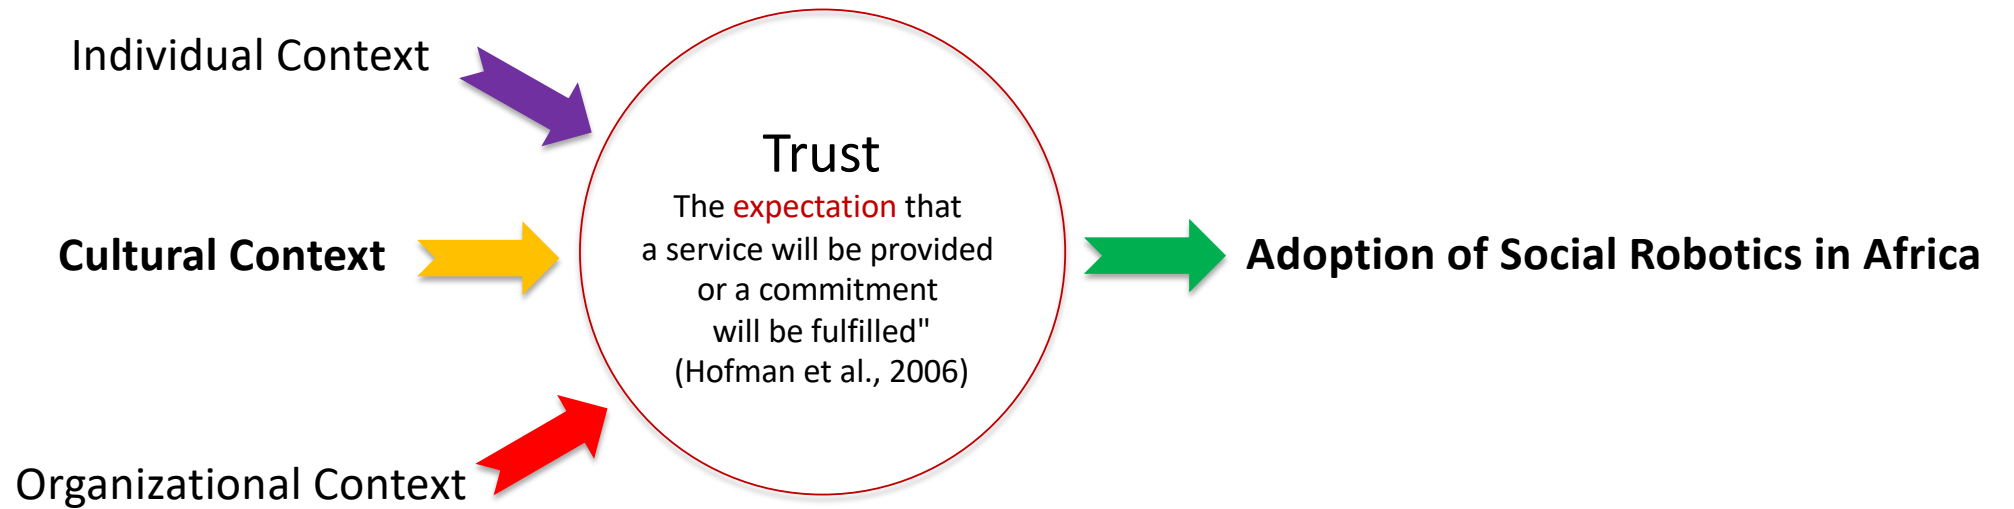 Individual Context
Trust
The expectation that
a service will be provided
or a commitment
will be fulfilled"
(Hofman et al., 2006)
Cultural Context
Adoption of Social Robotics in Africa
Organizational Context